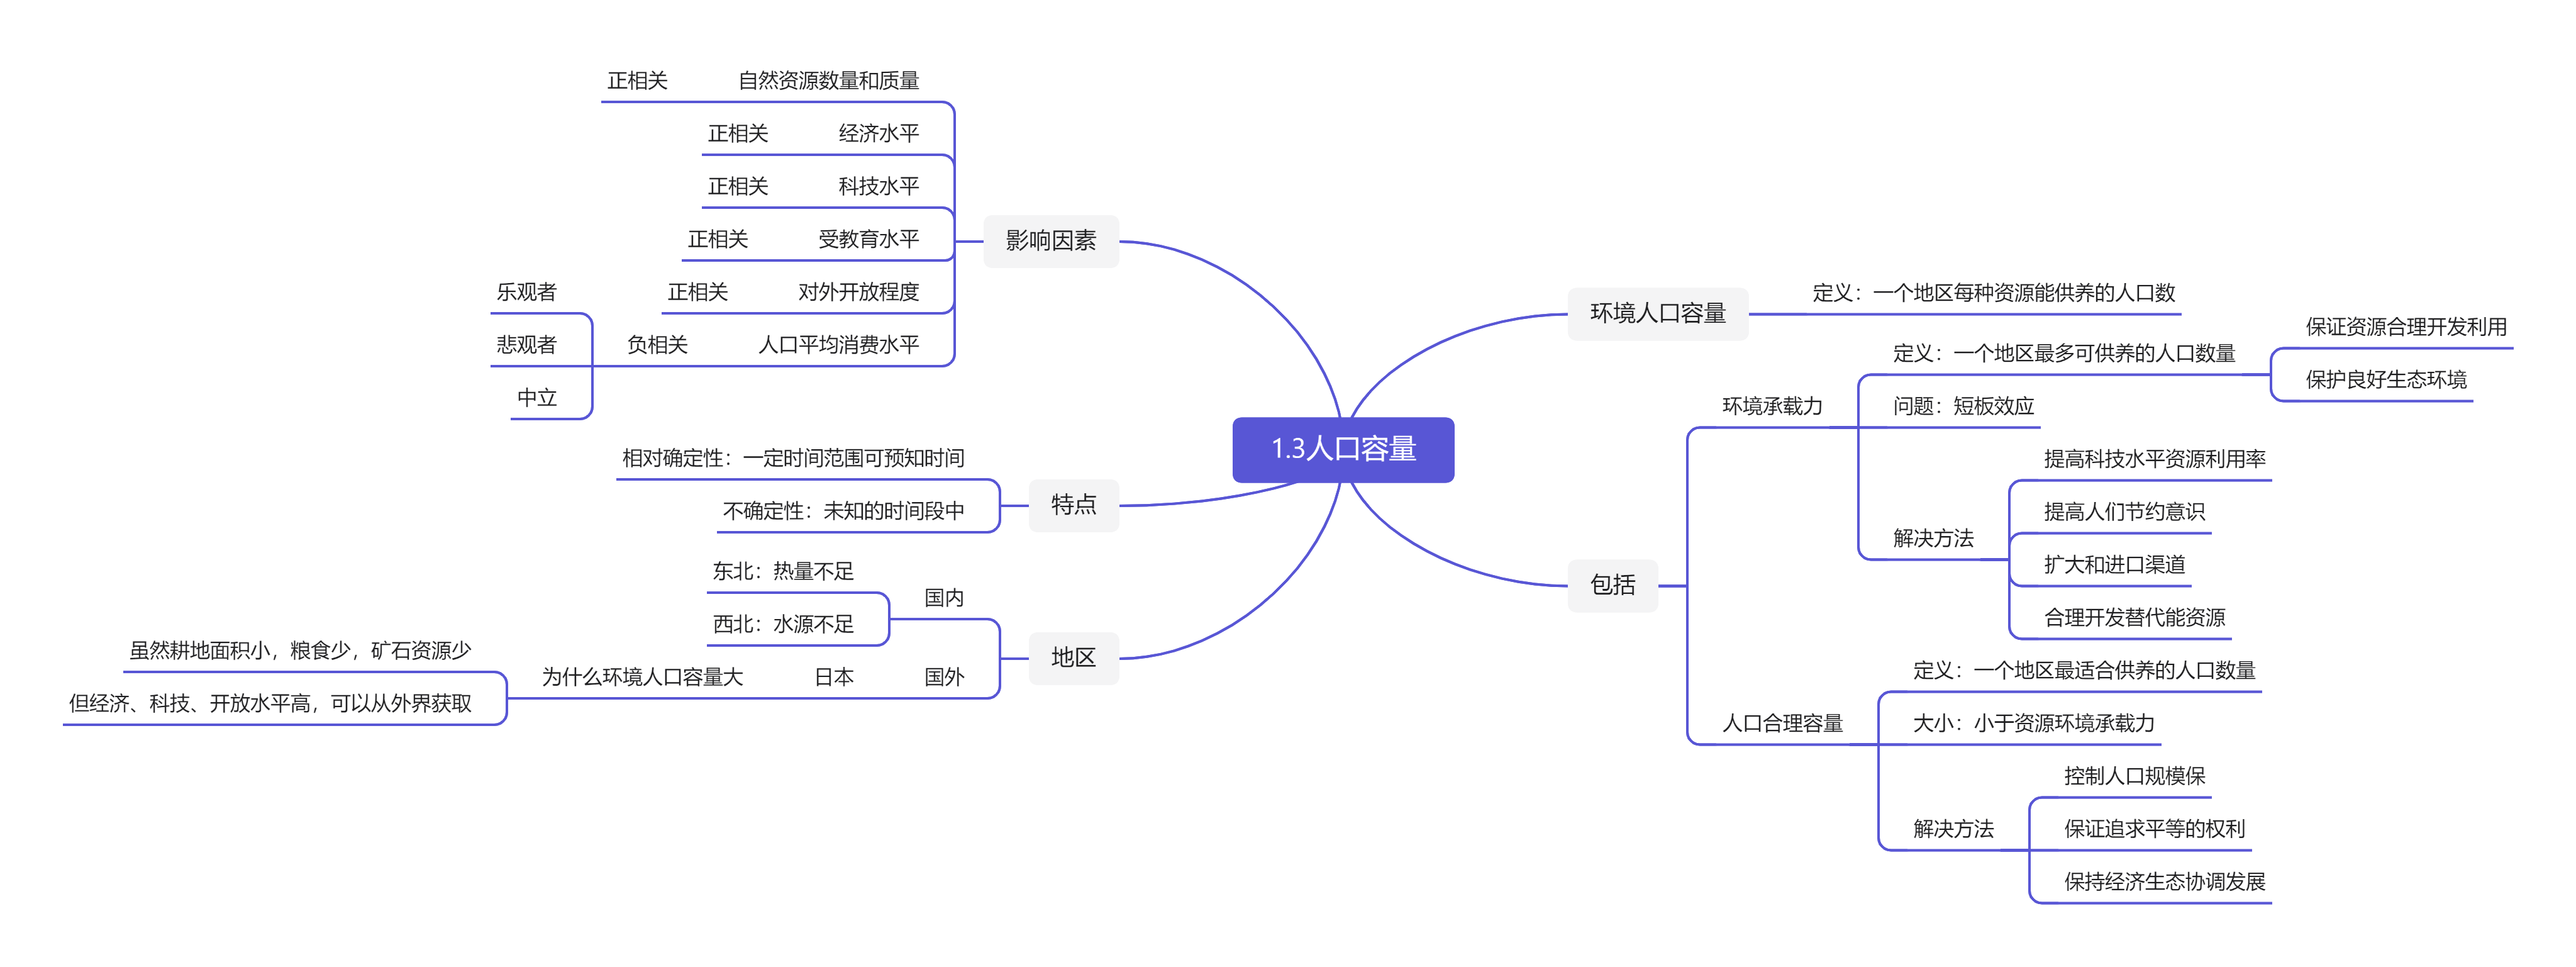 1.3人口容量
环境人口容量
定义：一个地区每种资源能供养的人口数
包括
环境承载力
定义：一个地区最多可供养的人口数量
保证资源合理开发利用
保护良好生态环境
问题：短板效应
解决方法
提高科技水平资源利用率
提高人们节约意识
扩大和进口渠道
合理开发替代能资源
人口合理容量
定义：一个地区最适合供养的人口数量
大小：小于资源环境承载力
解决方法
控制人口规模保
保证追求平等的权利
保持经济生态协调发展
影响因素
自然资源数量和质量
正相关
经济水平
正相关
科技水平
正相关
受教育水平
正相关
对外开放程度
正相关
人口平均消费水平
负相关
乐观者
悲观者
中立
特点
相对确定性：一定时间范围可预知时间
不确定性：未知的时间段中
地区
国内
东北：热量不足
西北：水源不足
国外
日本
为什么环境人口容量大
虽然耕地面积小，粮食少，矿石资源少
但经济、科技、开放水平高，可以从外界获取